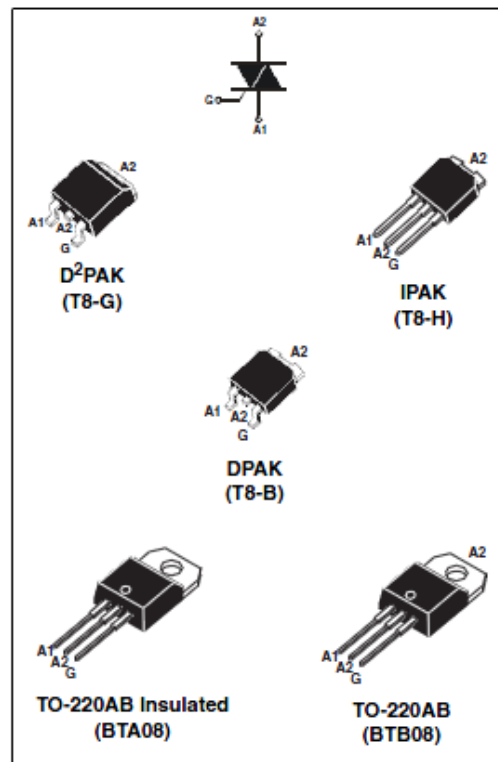 A2
G
A1
A2
A1 A2
G
D²PAK
(T8-G)
A2
A1
A2
G
IPAK
(T8-H)
A2
A1 A2
G
DPAK
(T8-B)
A1
A2
G
TO-220AB Insulated
(BTA08)
A2
A1
A2
G
TO-220AB
(BTB08)